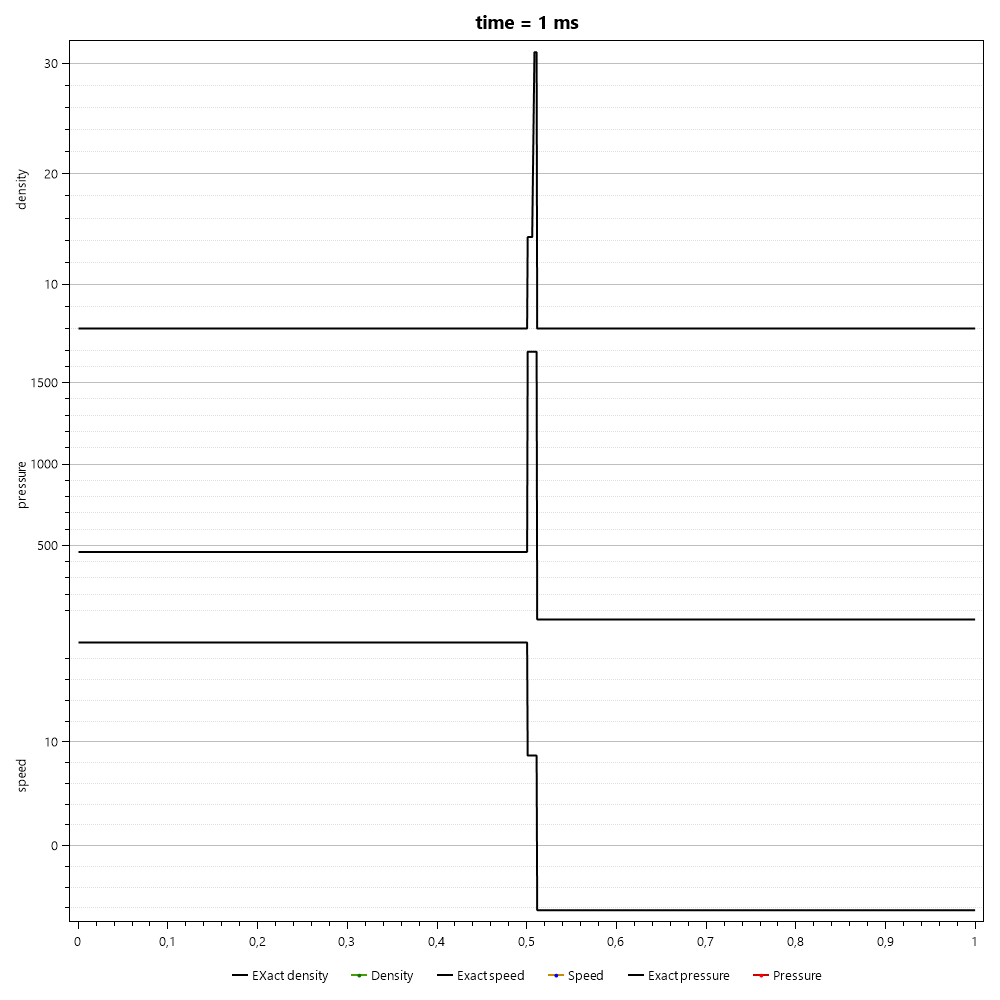 time = 1 ms
30
20
10
density
1500
1000
500
pressure
10
0
speed
0 0,1 0,2 0,3 0,4 0,5 0,6 0,7 0,8 0,9 1
EXact density Density Exact speed Speed Exact pressure Pressure